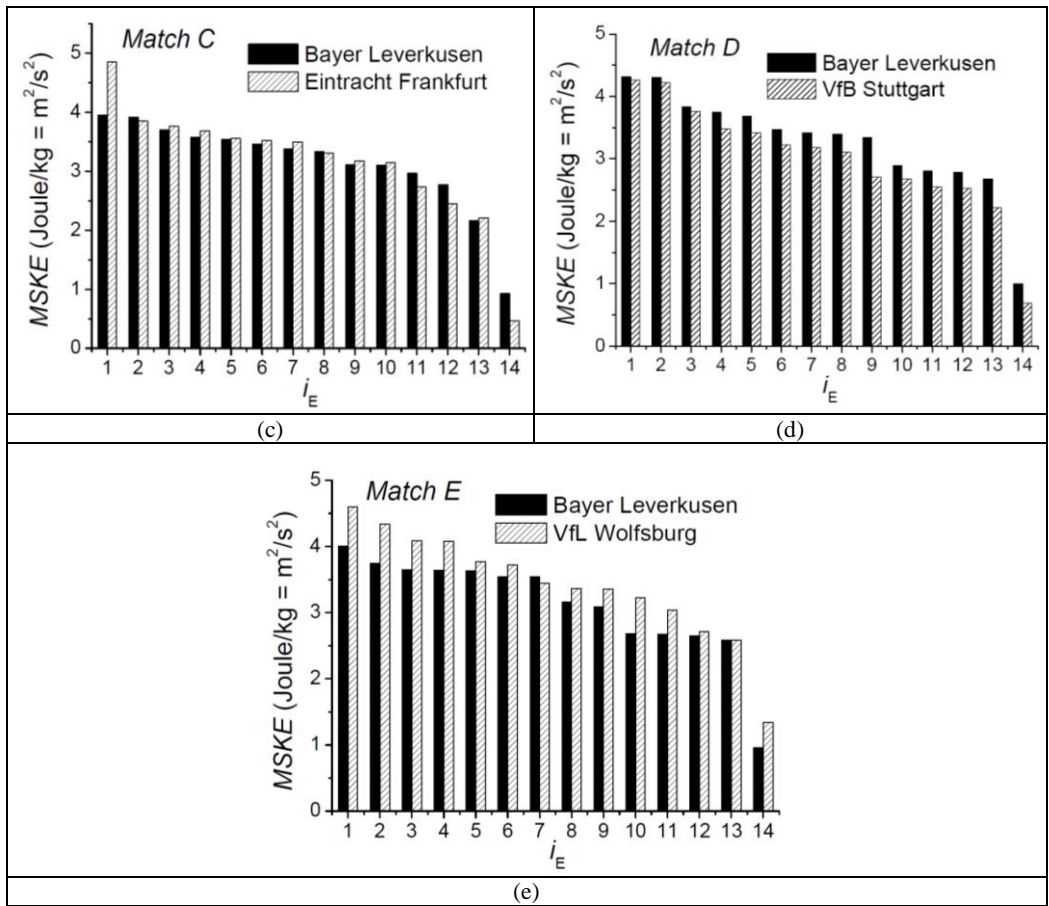 Match C
Bayer Leverkusen
Eintracht Frankfurt
MSKE (Joule/kg = m²/s²)
5
4
3
2
1
0
1 2 3 4 5 6 7 8 9 10 11 12 13 14
i_E
(c)
Match D
Bayer Leverkusen
VfB Stuttgart
MSKE (Joule/kg = m²/s²)
5
4
3
2
1
0
1 2 3 4 5 6 7 8 9 10 11 12 13 14
i_E
(d)
Match E
Bayer Leverkusen
VfL Wolfsburg
MSKE (Joule/kg = m²/s²)
5
4
3
2
1
0
1 2 3 4 5 6 7 8 9 10 11 12 13 14
i_E
(e)